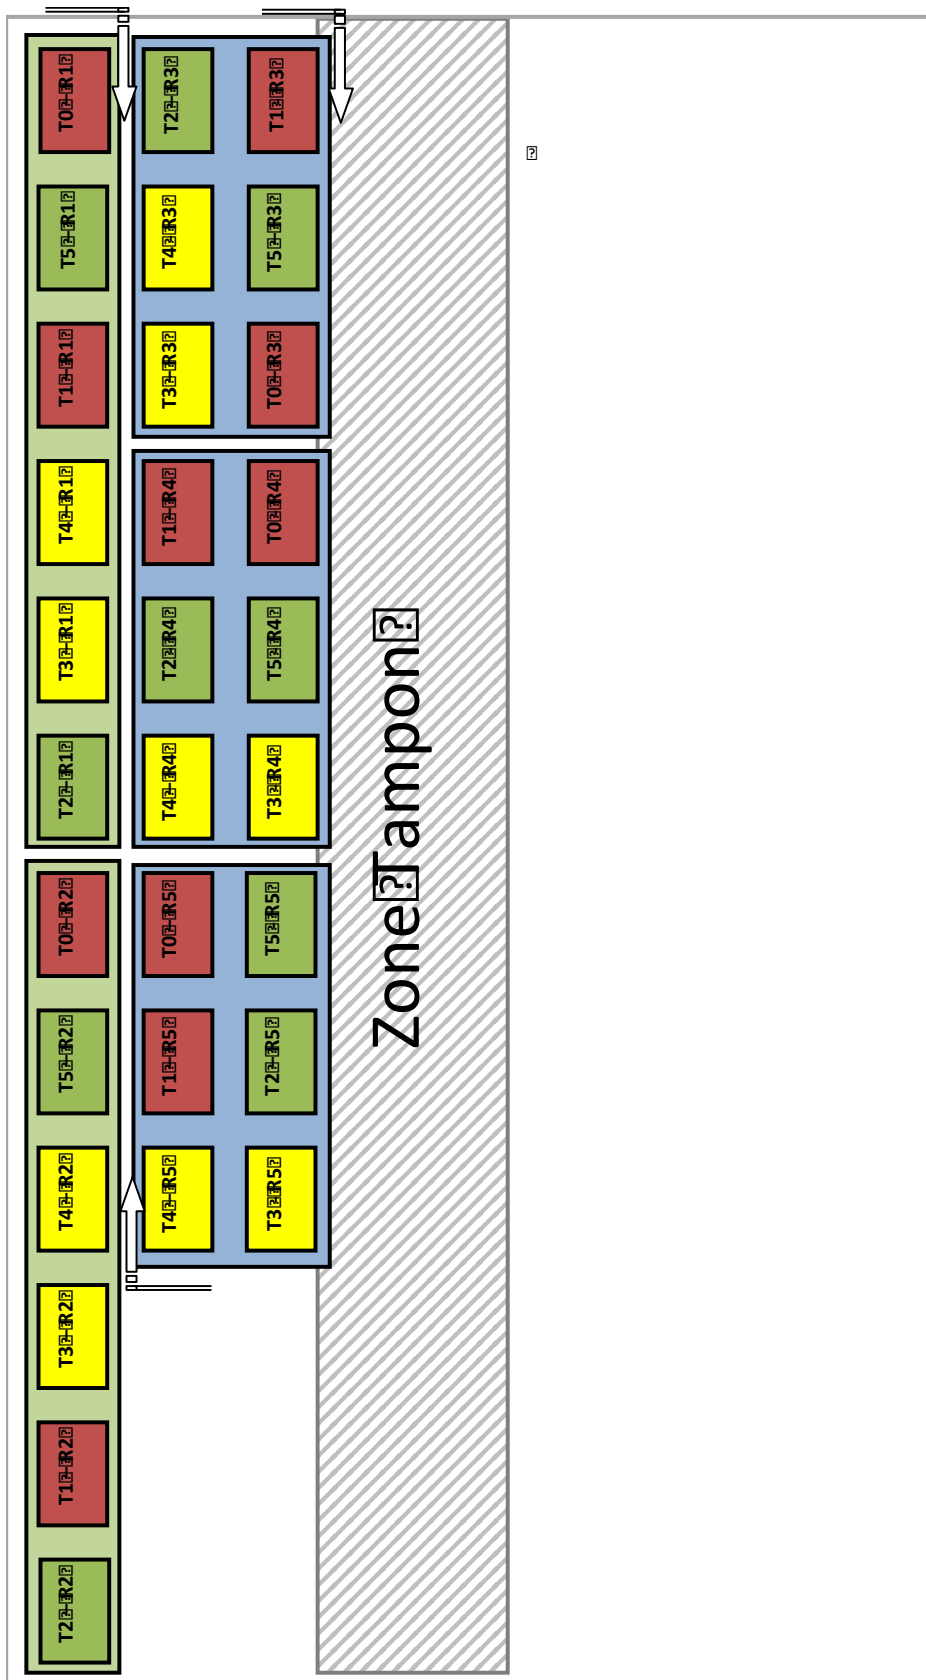 T2 – R2
T1 – R2
T3 – R2
T4 – R2
T5 – R2
T0 – R2
T2 – R1
T3 – R1
T4 – R1
T1 – R1
T5 – R1
T0 – R1
T4 – R5
T1 – R5
T0 – R5
T4 – R4
T2 – R4
T1 – R4
T3 – R3
T4 – R3
T2 – R3
T3 – R5
T2 – R5
T5 – R5
T3 – R4
T5 – R4
T0 – R4
T0 – R3
T5 – R3
T1 – R3
Zone Tampon